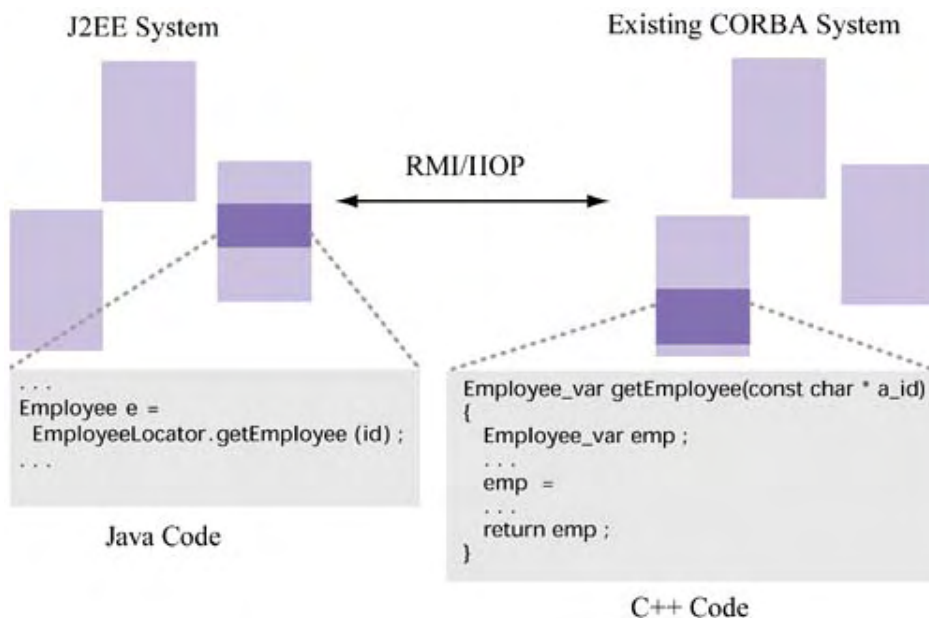 J2EE System
Existing CORBA System
RMI/IIOP
. . .
Employee e =
EmployeeLocator.getEmployee (id) ;
. . .
Java Code
Employee_var getEmployee(const char * a_id)
{
Employee_var emp ;
. . .
emp =
. . .
return emp ;
}
C++ Code